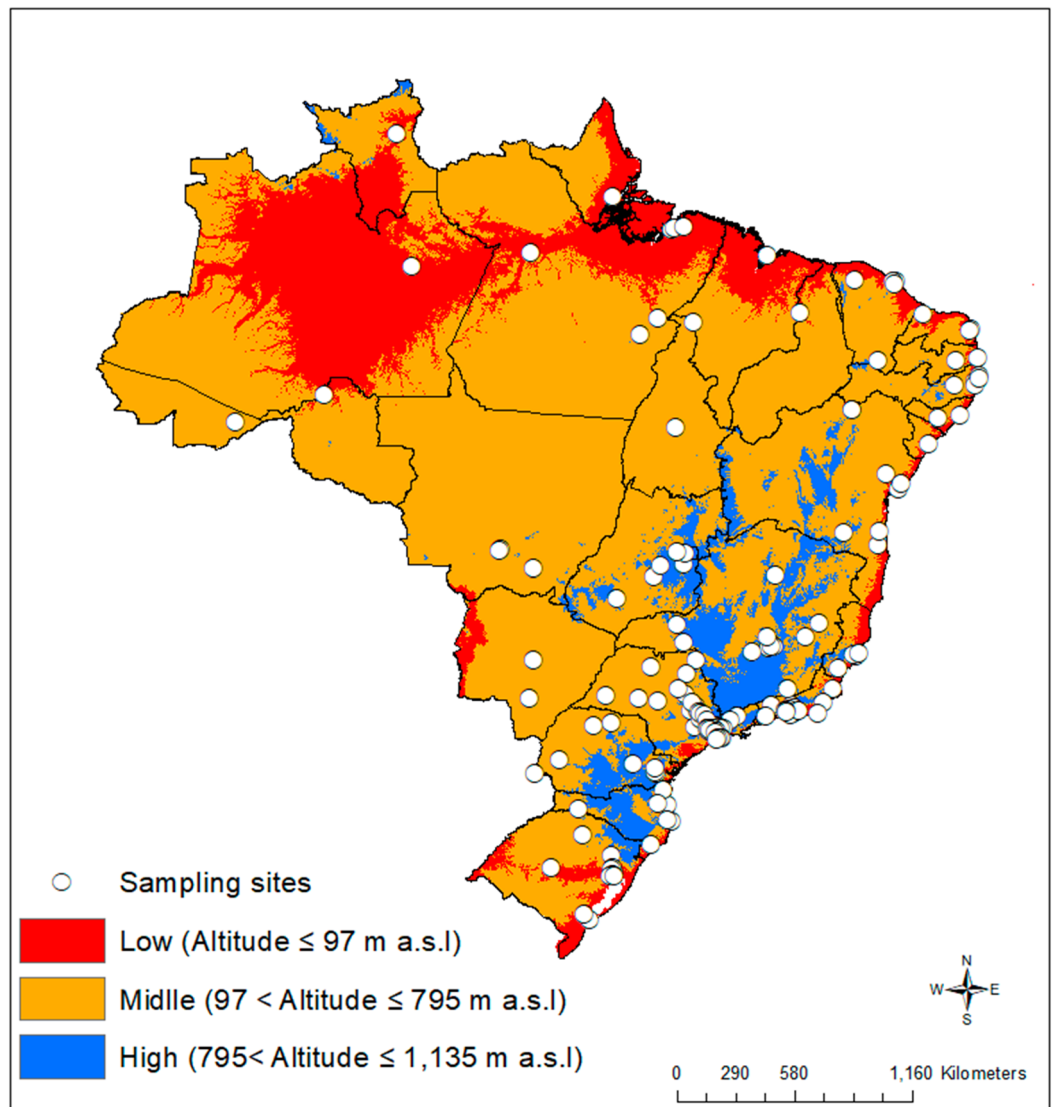 Sampling sites
Low (Altitude ≤ 97 m a.s.l)
Midlle (97 < Altitude ≤ 795 m a.s.l)
High (795< Altitude ≤ 1,135 m a.s.l)
N
W E
S
0 290 580 1,160 Kilometers